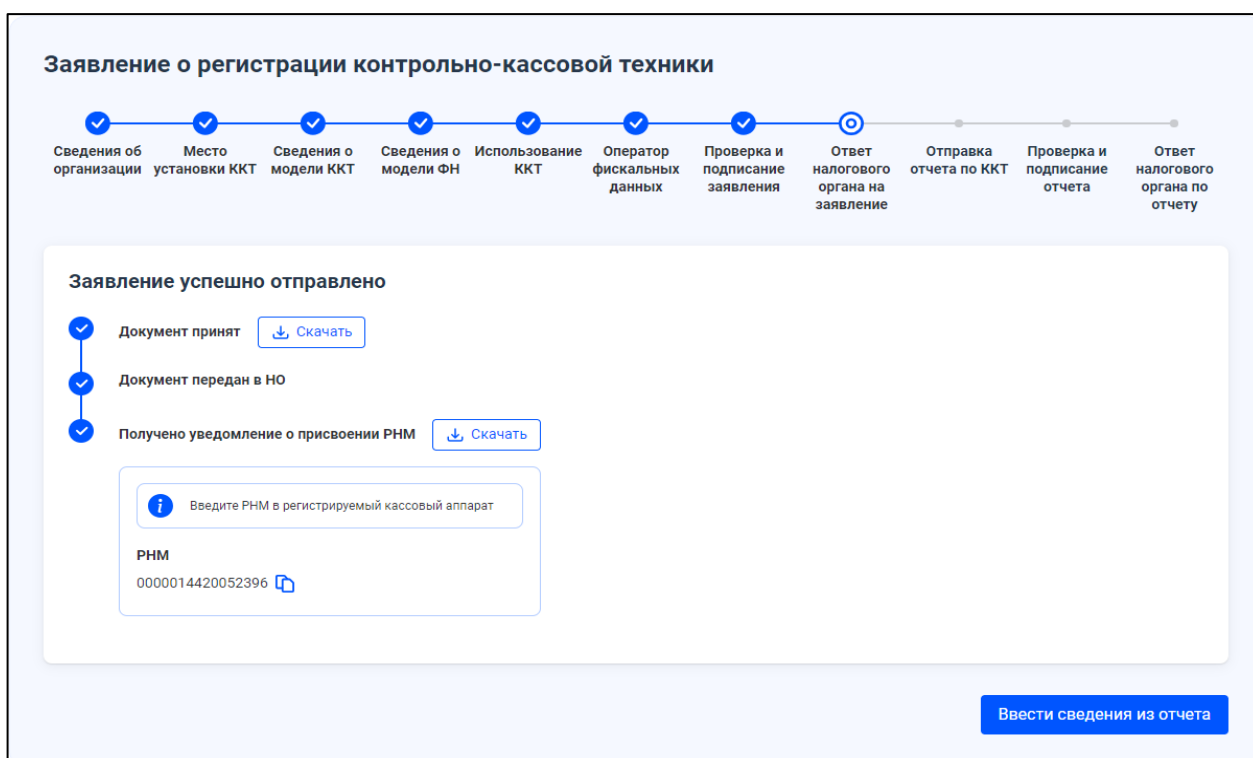 Заявление о регистрации контрольно-кассовой техники
Сведения об организации
Место установки ККТ
Сведения о модели ККТ
Сведения о модели ФН
Использование ККТ
Оператор фискальных данных
Проверка и подписание заявления
Ответ налогового органа на заявление
Отправка отчета по ККТ
Проверка и подписание отчета
Ответ налогового органа по отчету
Заявление успешно отправлено
Документ принят Скачать
Документ передан в НО
Получено уведомление о присвоении РНМ Скачать
Введите РНМ в регистрируемый кассовый аппарат
РНМ
0000014420052396
Ввести сведения из отчета